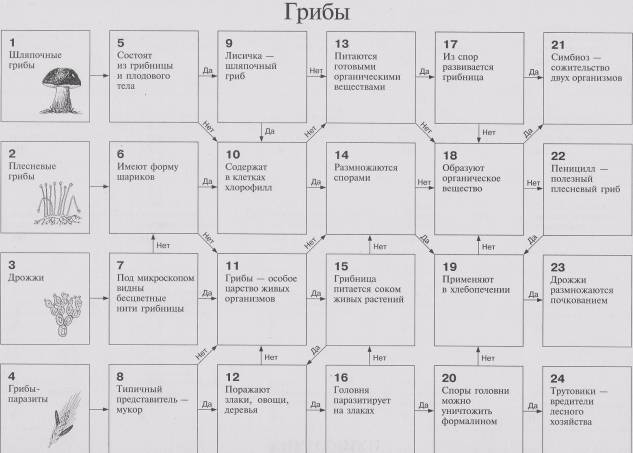 Грибы
1
Шляпочные
грибы
5
Состоят
из грибницы
и плодового
тела
Да
Нет
9
Лисичка —
шляпочный
гриб
Нет
Да
13
Питаются
готовыми
органическими
веществами
Да
Нет
17
Из спор
развивается
грибница
Да
Нет
21
Симбиоз —
сожительство
двух организмов
2
Плесневые
грибы
6
Имеют форму
шариков
Да
Нет
10
Содержат
в клетках
хлорофилл
Нет
Да
14
Размножаются
спорами
Нет
Да
18
Образуют
органическое
вещество
Да
Нет
22
Пеницилл —
полезный
плесневый гриб
Да
3
Дрожжи
7
Под микроскопом
видны
бесцветные
нити грибницы
Нет
Да
11
Грибы — особое
царство живых
организмов
Нет
Да
15
Грибница
питается соком
живых растений
Нет
Да
19
Применяют
в хлебопечении
Нет
Да
23
Дрожжи
размножаются
почкованием
4
Грибы-
паразиты
8
Типичный
представитель —
мукор
Нет
Да
12
Поражают
злаки, овощи,
деревья
Нет
Да
16
Головня
паразитирует
на злаках
Нет
Да
20
Споры головни
можно
уничтожить
формалином
Нет
Да
24
Трутовики —
вредители
лесного
хозяйства